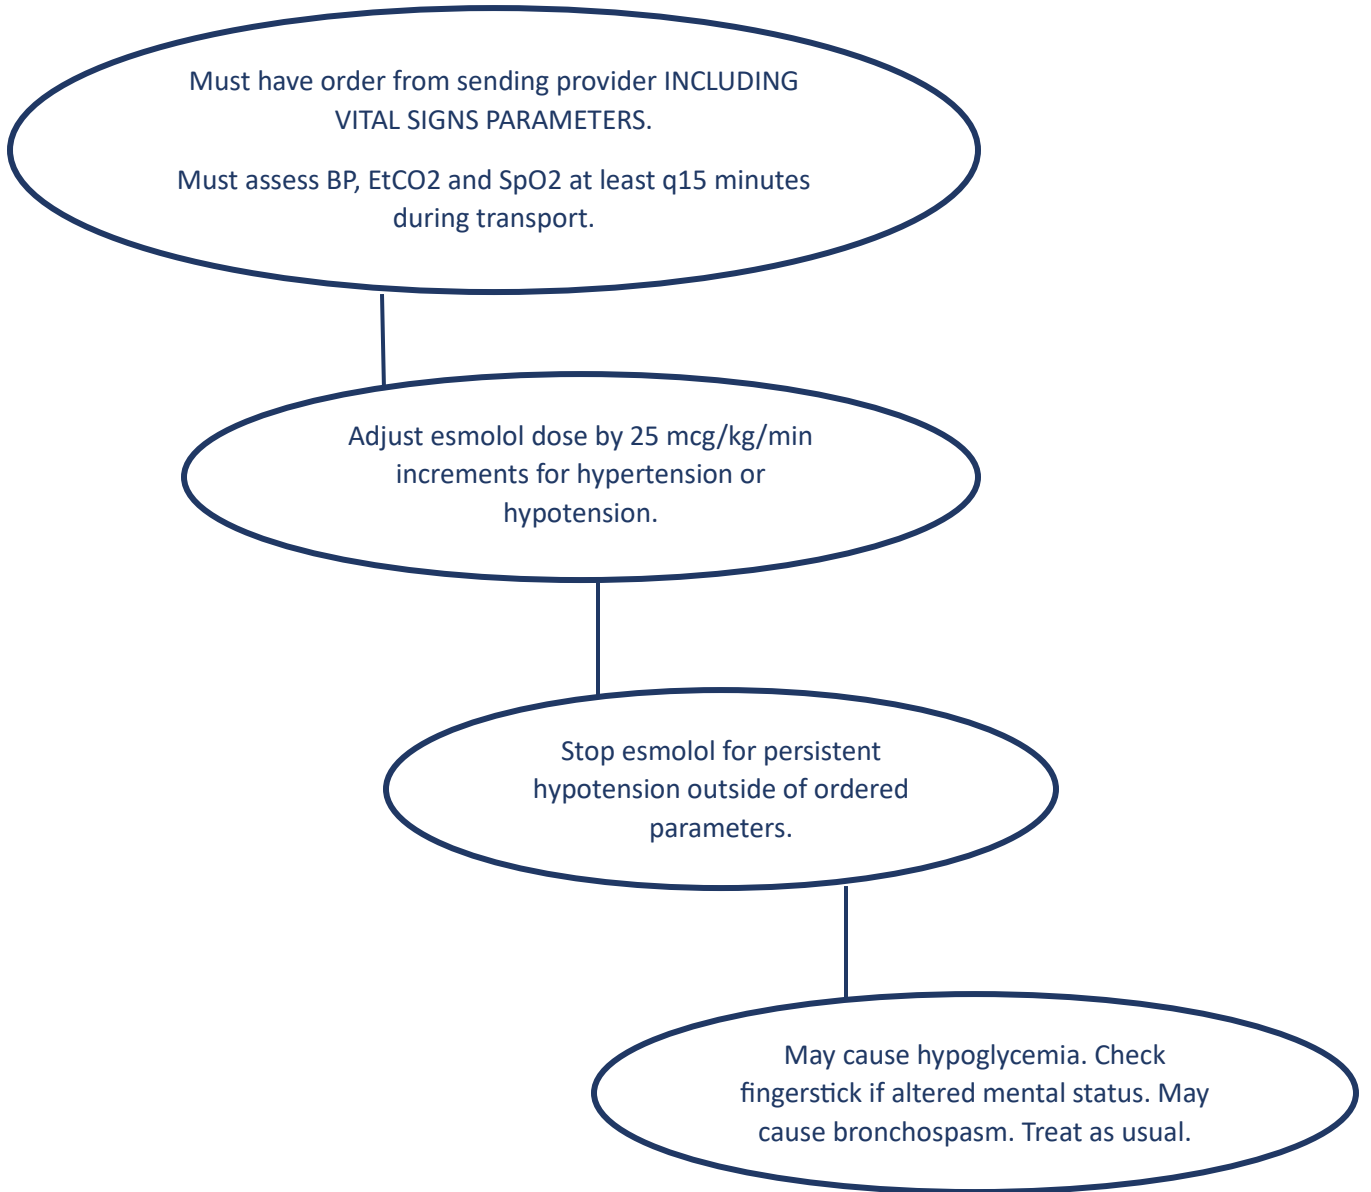 Must have order from sending provider INCLUDING
VITAL SIGNS PARAMETERS.
Must assess BP, EtCO2 and SpO2 at least q15 minutes
during transport.
Adjust esmolol dose by 25 mcg/kg/min
increments for hypertension or
hypotension.
Stop esmolol for persistent
hypotension outside of ordered
parameters.
May cause hypoglycemia. Check
fingerstick if altered mental status. May
cause bronchospasm. Treat as usual.